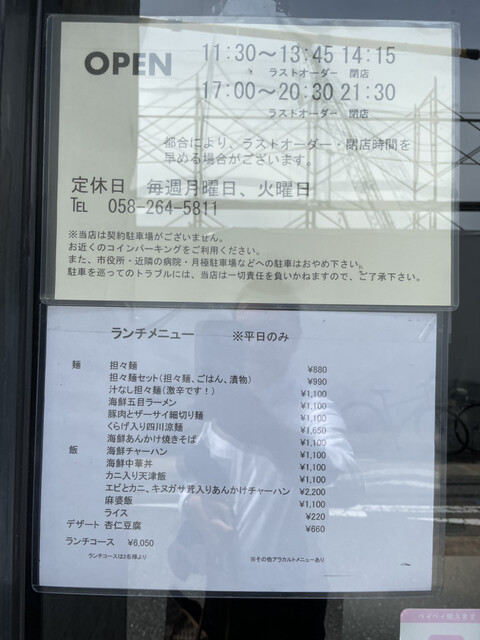 OPEN 11:30～13:45 14:15
ラストオーダー 閉店
17:00～20:30 21:30
ラストオーダー 閉店
都合により、ラストオーダー・閉店時間を
早める場合がございます。
定休日 毎週月曜日、火曜日
℡ 058-264-5811
※当店は契約駐車場がございません。
お近くのコインパーキングをご利用ください。
また、市役所・近隣の病院・月極駐車場などへの駐車はおやめ下さい。
駐車を巡ってのトラブルには、当店は一切責任を負いかねますので、ご了承下さい。
ランチメニュー ※平日のみ
麺 担々麺 ¥880
担々麺セット(担々麺、ごはん、漬物) ¥990
汁なし担々麺(激辛です!) ¥1,100
海鮮五目ラーメン ¥1,100
豚肉とザーサイ細切り麺 ¥1,100
くらげ入り四川涼麺 ¥1,650
海鮮あんかけ焼きそば ¥1,100
飯 海鮮チャーハン ¥1,100
海鮮中華丼 ¥1,100
カニ入り天津飯 ¥1,100
エビとカニ、キヌガサ茸入りあんかけチャーハン ¥2,200
麻婆飯 ¥1,100
ライス ¥220
デザート 杏仁豆腐 ¥660
ランチコース ¥6,050
ランチコースは2名様より ※その他アラカルトメニューあり
ペイペイ使えます